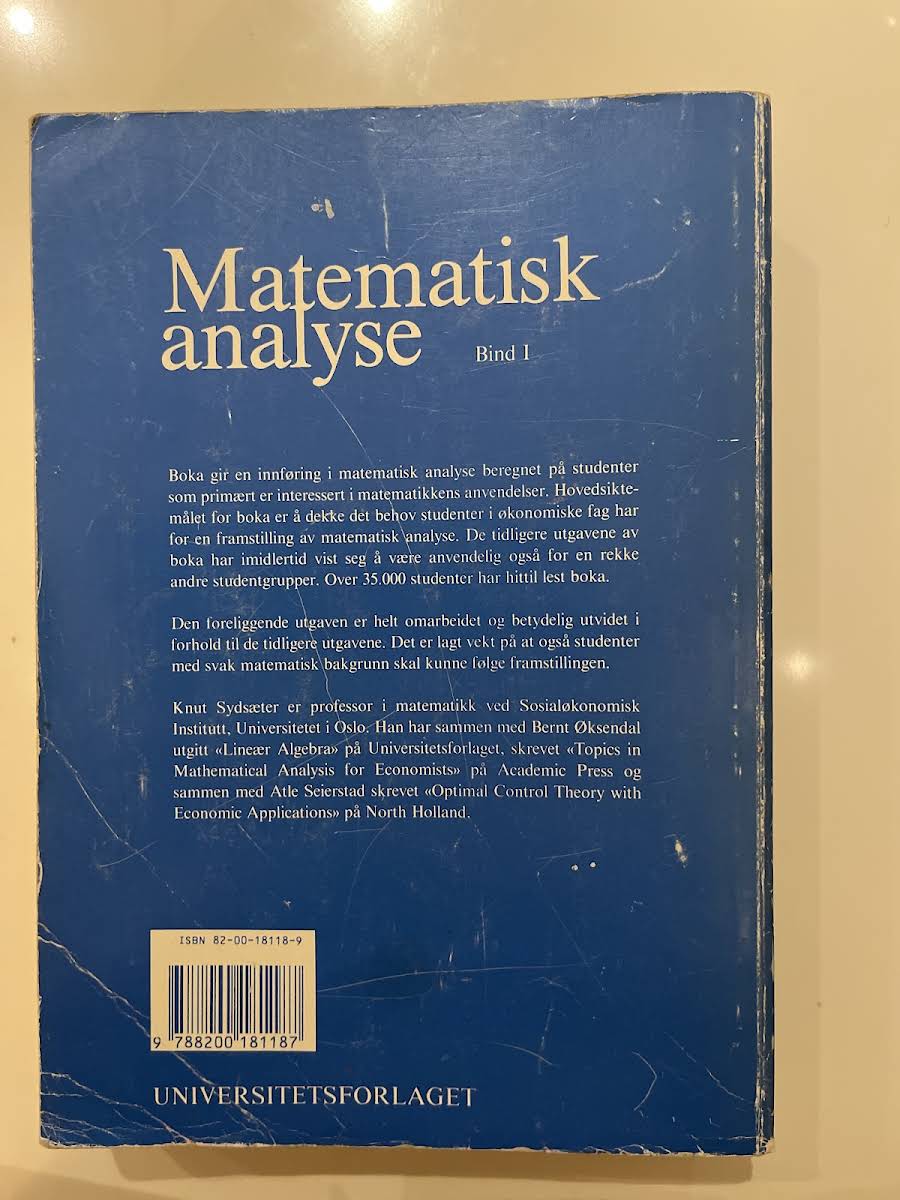 Matematisk
analyse Bind I
Boka gir en innføring i matematisk analyse beregnet på studenter
som primært er interessert i matematikkens anvendelser. Hovedsikte-
målet for boka er å dekke det behov studenter i økonomiske fag har
for en framstilling av matematisk analyse. De tidligere utgavene av
boka har imidlertid vist seg å være anvendelig også for en rekke
andre studentgrupper. Over 35.000 studenter har hittil lest boka.
Den foreliggende utgaven er helt omarbeidet og betydelig utvidet i
forhold til de tidligere utgavene. Det er lagt vekt på at også studenter
med svak matematisk bakgrunn skal kunne følge framstillingen.
Knut Sydsæter er professor i matematikk ved Sosialøkonomisk
Institutt, Universitetet i Oslo. Han har sammen med Bernt Øksendal
utgitt «Lineær Algebra» på Universitetsforlaget, skrevet «Topics in
Mathematical Analysis for Economists» på Academic Press og
sammen med Atle Seierstad skrevet «Optimal Control Theory with
Economic Applications» på North Holland.
ISBN 82-00-18118-9
9 788200 181187
UNIVERSITETSFORLAGET